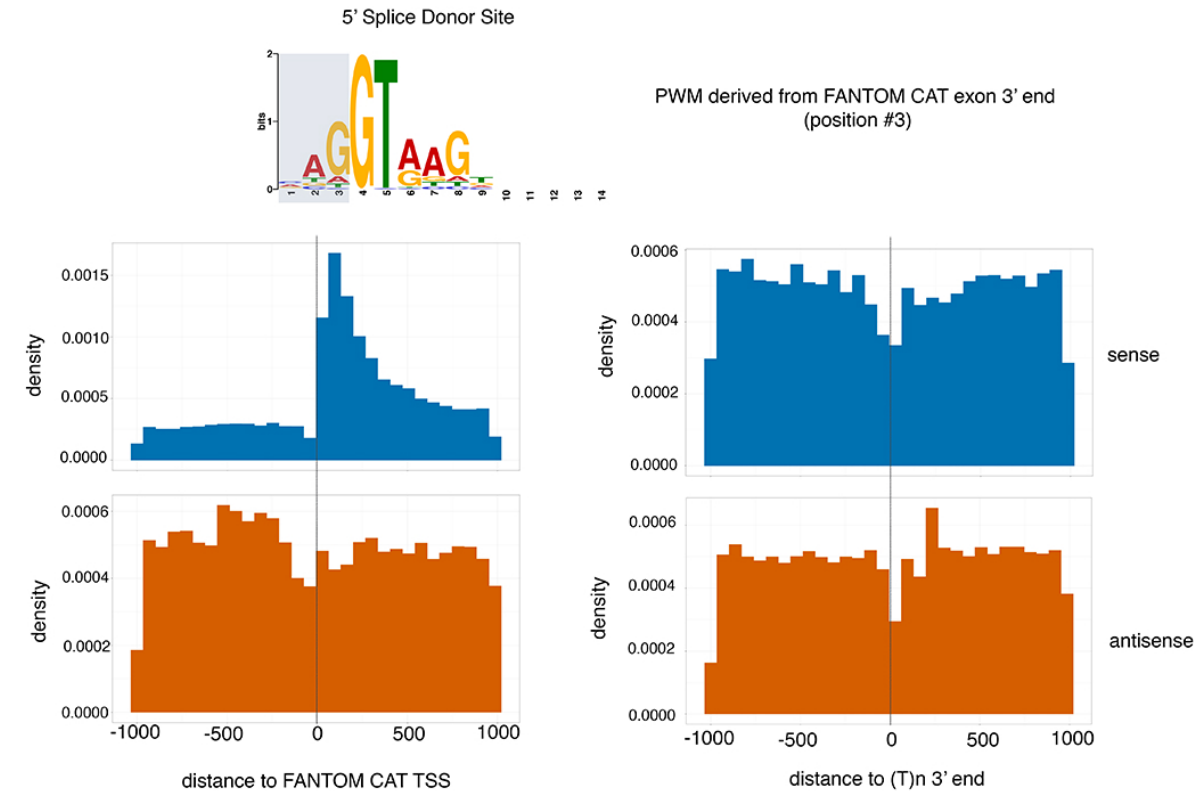 5’ Splice Donor Site
PWM derived from FANTOM CAT exon 3’ end
(position #3)
bits
2
1
0
A G G T A A G
1 2 3 4 5 6 7 8 9 10 11 12 13 14
density
0.0015
0.0010
0.0005
0.0000
density
0.0006
0.0004
0.0002
0.0000
sense
density
0.0006
0.0004
0.0002
0.0000
-1000 -500 0 500 1000
distance to FANTOM CAT TSS
density
0.0006
0.0004
0.0002
0.0000
-1000 -500 0 500 1000
distance to (T)n 3’ end
antisense